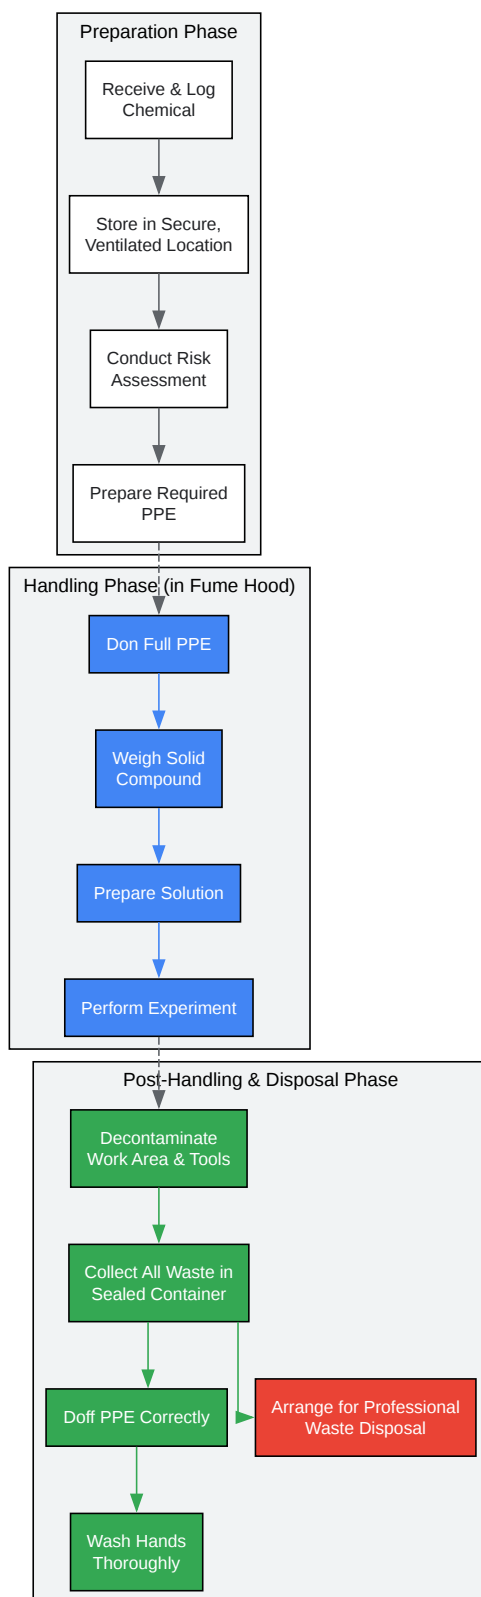 Preparation Phase
Receive & Log
Chemical
Store in Secure,
Ventilated Location
Conduct Risk
Assessment
Prepare Required
PPE
Handling Phase (in Fume Hood)
Don Full PPE
Weigh Solid
Compound
Prepare Solution
Perform Experiment
Post-Handling & Disposal Phase
Decontaminate
Work Area & Tools
Collect All Waste in
Sealed Container
Doff PPE Correctly
Arrange for Professional
Waste Disposal
Wash Hands
Thoroughly